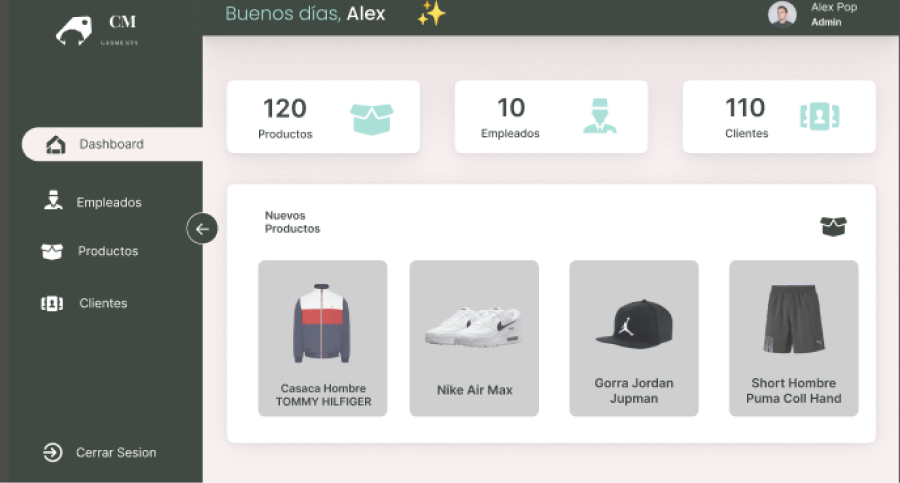 CM
GARMENTS
Dashboard
Empleados
Productos
Clientes
Cerrar Sesion
Buenos días, Alex
Alex Pop
Admin
120
Productos
10
Empleados
110
Clientes
Nuevos
Productos
Casaca Hombre
TOMMY HILFIGER
Nike Air Max
Gorra Jordan
Jupman
Short Hombre
Puma Coll Hand